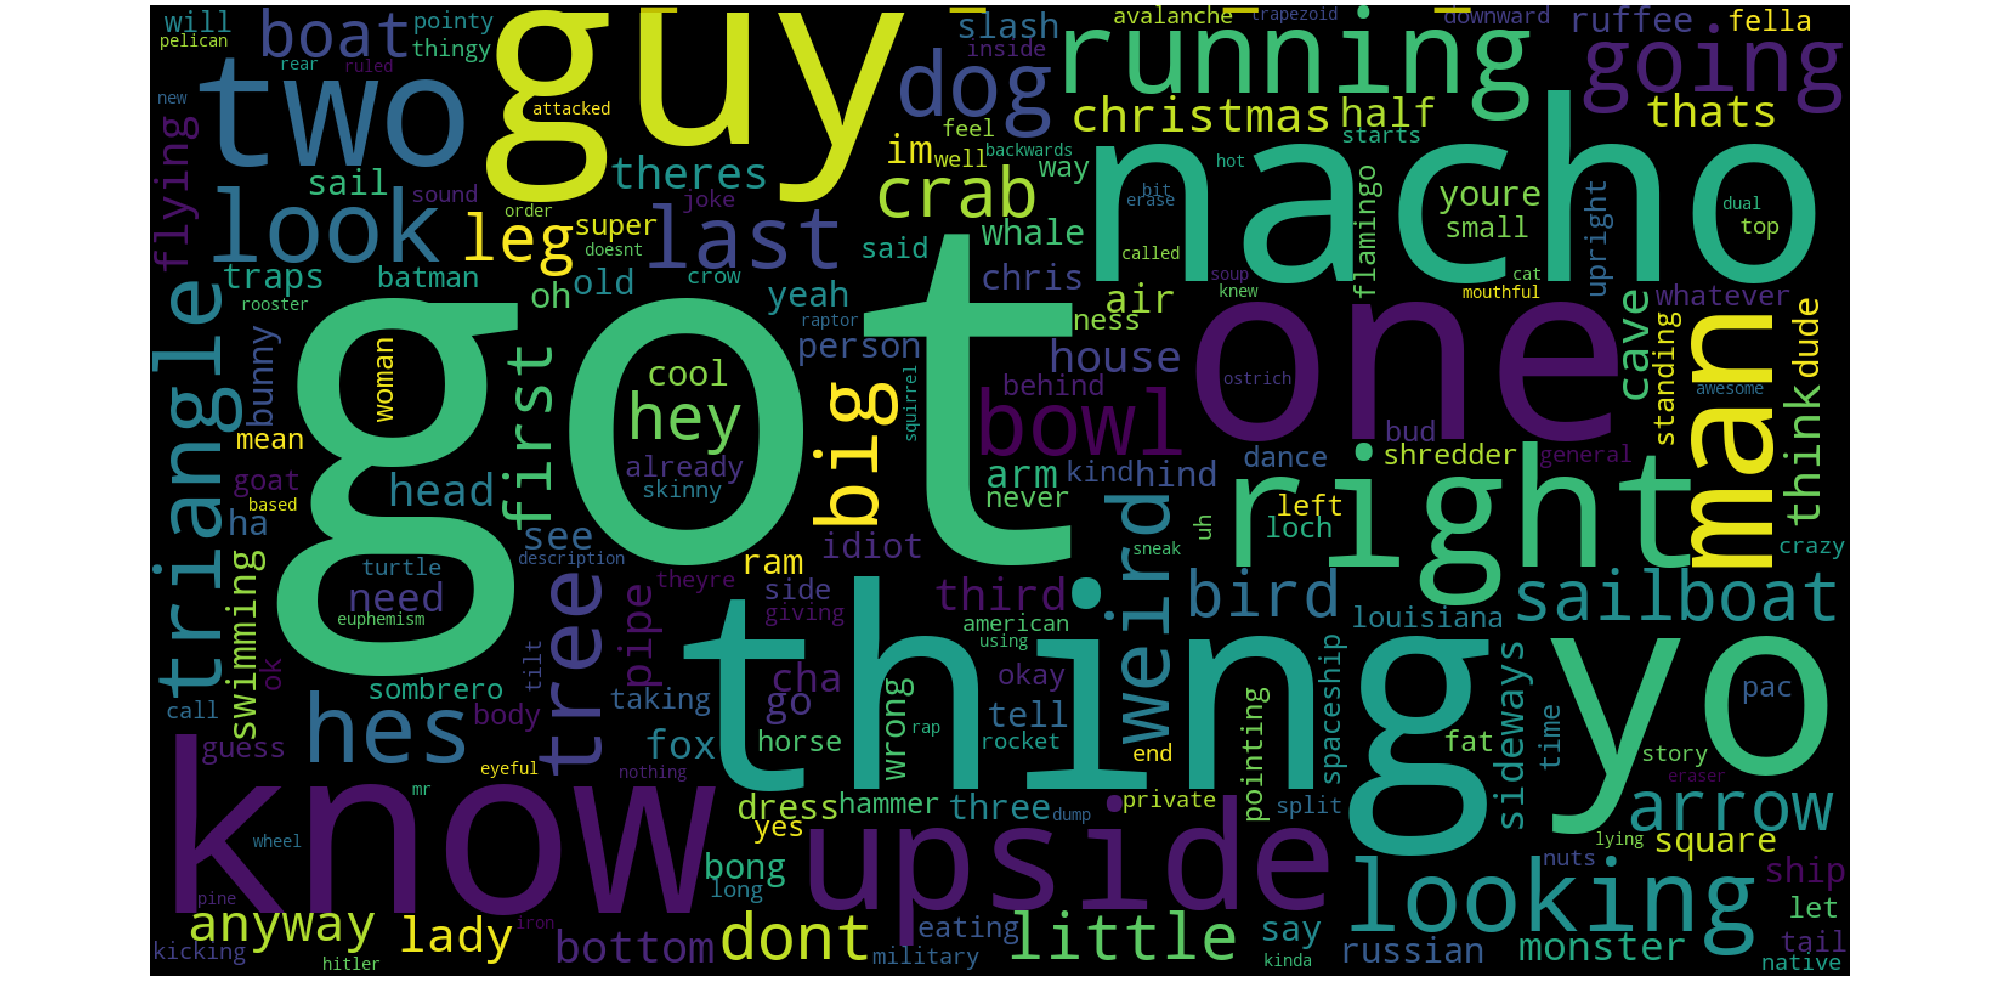 will
pelican
boat
pointy
thingy
rear
ruled
guy
slash
inside
avalanche
trapezoid
running
downward
ruffee
fella
going
two
attacked
dog
christmas
half
starts
thats
new
flying
feel
im
well
backwards
way
hot
nacho
theres
sail
sound
look
order
leg
super
doesnt
joke
last
crab
said
whale
bit
erase
called
flamingo
youre
small
upright
dual
top
traps
rooster
batman
oh
old
crow
yeah
raptor
chris
air
ness
soup
knew
cat
mouthful
whatever
triangle
bunny
woman
first
got
cool
hey
person
squirrel
behind
house
one
ostrich
cave
standing
man
dude
awesome
mean
goat
based
ha
head
already
skinny
big
bowl
arm
never
kind
hind
bud
dance
shredder
general
think
see
description
idiot
ram
weird
sneak
uh
left
loch
right
crazy
turtle
need
euphemism
swimming
ok
tilt
tree
pipe
theyre
side
giving
third
american
using
bird
louisiana
sailboat
sombrero
call
guess
hes
body
taking
fox
cha
go
horse
wrong
rap
okay
tell
rocket
thing
end
pointing
spaceship
fat
sideways
time
yo
pac
story
eraser
know
mr
eyeful
nothing
dress
hammer
yes
three
dump
private
split
arrow
wheel
bong
long
upside
lying
square
nuts
ship
pine
anyway
kicking
hitler
lady
iron
bottom
dont
eating
military
little
say
kinda
russian
looking
monster
let
tail
native